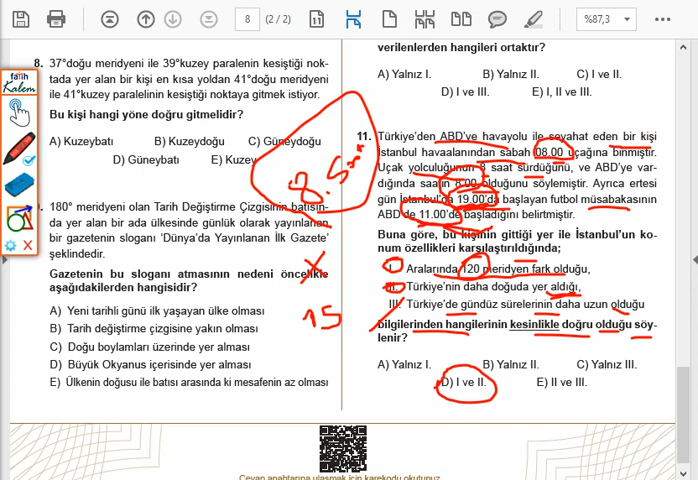 8
(2 / 2)
%87,3
fatih
Kalem
8. 37°doğu meridyeni ile 39°kuzey paralenin kesiştiği nok-
tada yer alan bir kişi en kısa yoldan 41°doğu meridyeni
ile 41°kuzey paralelinin kesiştiği noktaya gitmek istiyor.
Bu kişi hangi yöne doğru gitmelidir?
A) Kuzeybatı B) Kuzeydoğu C) Güneydoğu
D) Güneybatı E) Kuzey
180° meridyeni olan Tarih Değiştirme Çizgisinin batısın-
da yer alan bir ada ülkesinde günlük olarak yayınlanan
bir gazetenin sloganı 'Dünya'da Yayınlanan İlk Gazete'
şeklindedir.
Gazetenin bu sloganı atmasının nedeni öncelikle
aşağıdakilerden hangisidir?
A) Yeni tarihli günü ilk yaşayan ülke olması
B) Tarih değiştirme çizgisine yakın olması
C) Doğu boylamları üzerinde yer alması
D) Büyük Okyanus içerisinde yer alması
E) Ülkenin doğusu ile batısı arasında ki mesafenin az olması
8.
x
15
verilenlerden hangileri ortaktır?
A) Yalnız I. B) Yalnız II. C) I ve II.
D) I ve III. E) I, II ve III.
11. Türkiye'den ABD'ye havayolu ile seyahat eden bir kişi
İstanbul havaalanından sabah 08.00 uçağına binmiştir.
Uçak yolculuğunun 8 saat sürdüğünü, ve ABD'ye var-
dığında saatin 8.00 olduğunu söylemiştir. Ayrıca ertesi
gün İstanbul'da 19.00'da başlayan futbol müsabakasının
ABD'de 11.00'de başladığını belirtmiştir.
Buna göre, bu kişinin gittiği yer ile İstanbul'un ko-
num özellikleri karşılaştırıldığında;
I. Aralarında 120 meridyen fark olduğu,
II. Türkiye'nin daha doğuda yer aldığı,
III. Türkiye'de gündüz sürelerinin daha uzun olduğu
bilgilerinden hangilerinin kesinlikle doğru olduğu söy-
lenir?
A) Yalnız I. B) Yalnız II. C) Yalnız III.
D) I ve II. E) II ve III.
Cevap anahtarına ulaşmak için karekodu okutunuz